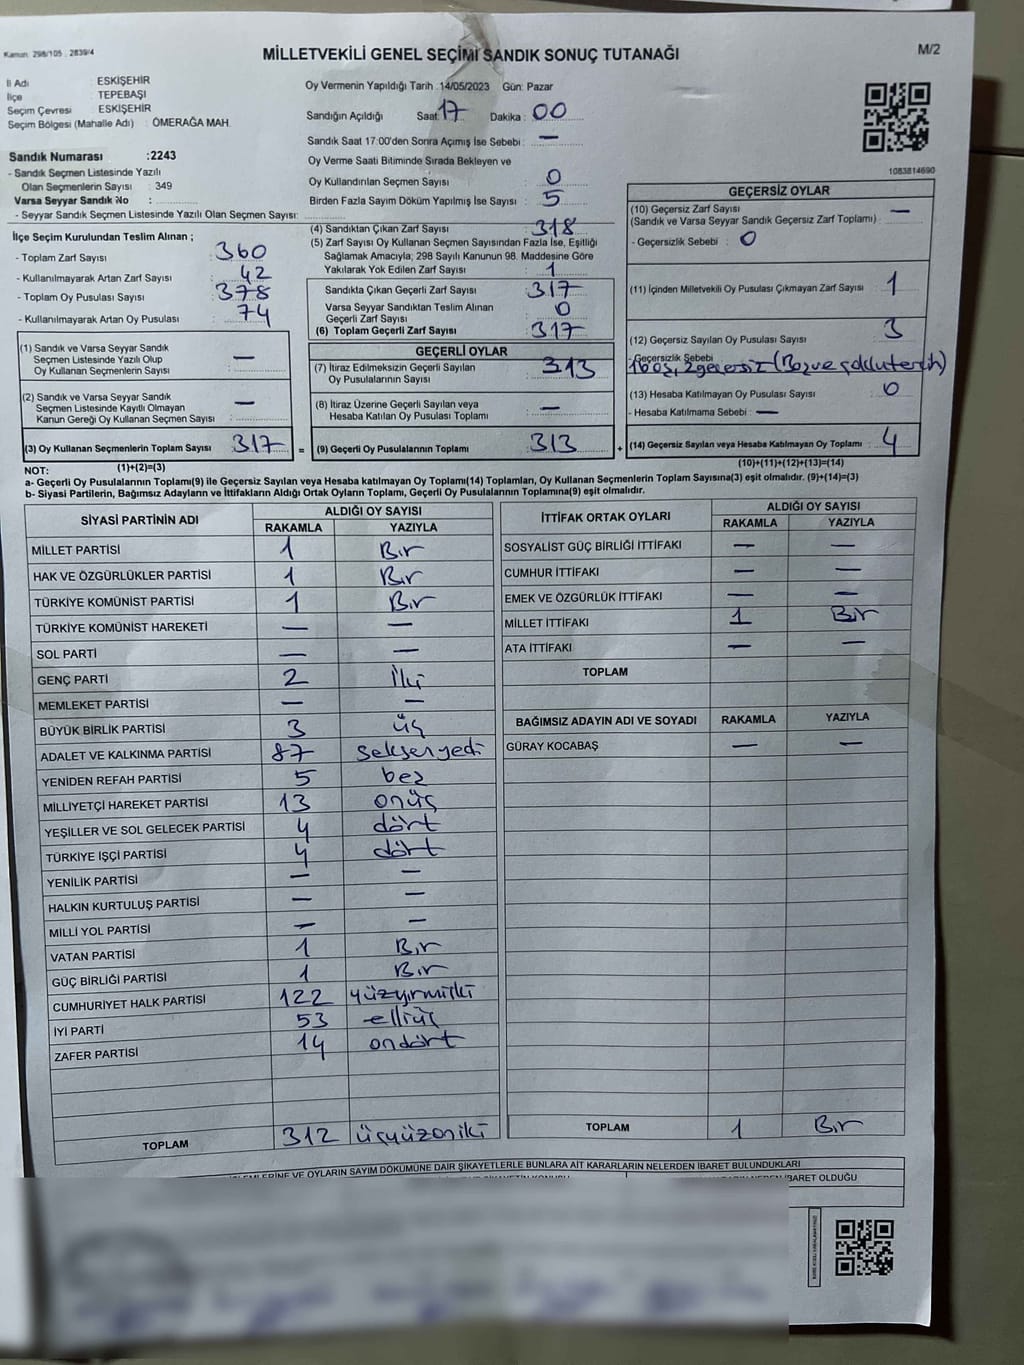 Kanun: 298/105 , 2839/4
MİLLETVEKİLİ GENEL SEÇİMİ SANDIK SONUÇ TUTANAĞI
M/2
İl Adı : ESKİŞEHİR
İlçe : TEPEBAŞI
Seçim Çevresi : ESKİŞEHİR
Seçim Bölgesi (Mahalle Adı) : ÖMERAĞA MAH.
Sandık Numarası :2243
- Sandık Seçmen Listesinde Yazılı
Olan Seçmenlerin Sayısı : 349
Varsa Seyyar Sandık No :
- Seyyar Sandık Seçmen Listesinde Yazılı Olan Seçmen Sayısı:
Oy Vermenin Yapıldığı Tarih :14/05/2023 Gün: Pazar
Sandığın Açıldığı Saat: 17 Dakika : 00
Sandık Saat 17:00'den Sonra Açımış İse Sebebi : —
Oy Verme Saati Bitiminde Sırada Bekleyen ve
Oy Kullandırılan Seçmen Sayısı : 0
Birden Fazla Sayım Döküm Yapılmış İse Sayısı : 5
1083814690
İlçe Seçim Kurulundan Teslim Alınan ;
- Toplam Zarf Sayısı : 360
- Kullanılmayarak Artan Zarf Sayısı : 42
- Toplam Oy Pusulası Sayısı : 378
- Kullanılmayarak Artan Oy Pusulası : 74
(4) Sandıktan Çıkan Zarf Sayısı : 318
(5) Zarf Sayısı Oy Kullanan Seçmen Sayısından Fazla İse, Eşitliği
Sağlamak Amacıyla; 298 Sayılı Kanunun 98. Maddesine Göre
Yakılarak Yok Edilen Zarf Sayısı : 1
Sandıkta Çıkan Geçerli Zarf Sayısı : 317
Varsa Seyyar Sandıktan Teslim Alınan
Geçerli Zarf Sayısı : 0
(6) Toplam Geçerli Zarf Sayısı : 317
GEÇERSİZ OYLAR
(10) Geçersiz Zarf Sayısı : —
(Sandık ve Varsa Seyyar Sandık Geçersiz Zarf Toplamı)
- Geçersizlik Sebebi : 0
(11) İçinden Milletvekili Oy Pusulası Çıkmayan Zarf Sayısı : 1
(12) Geçersiz Sayılan Oy Pusulası Sayısı : 3
- Geçersizlik Sebebi
(13) Hesaba Katılmayan Oy Pusulası Sayısı : 0
- Hesaba Katılmama Sebebi : —
(14) Geçersiz Sayılan veya Hesaba Katılmayan Oy Toplamı : 4
(10)+(11)+(12)+(13)=(14)
(1) Sandık ve Varsa Seyyar Sandık
Seçmen Listesinde Yazılı Olup
Oy Kullanan Seçmenlerin Sayısı : —
(2) Sandık ve Varsa Seyyar Sandık
Seçmen Listesinde Kayıtlı Olmayan
Kanun Gereği Oy Kullanan Seçmen Sayısı : —
(3) Oy Kullanan Seçmenlerin Toplam Sayısı : 317 =
(1)+(2)=(3)
GEÇERLİ OYLAR
(7) İtiraz Edilmeksizin Geçerli Sayılan
Oy Pusulalarının Sayısı : 313
(8) İtiraz Üzerine Geçerli Sayılan veya
Hesaba Katılan Oy Pusulası Toplamı : —
(9) Geçerli Oy Pusulalarının Toplamı : 313 +
NOT:
a- Geçerli Oy Pusulalarının Toplamı(9) ile Geçersiz Sayılan veya Hesaba katılmayan Oy Toplamı(14) Toplamları, Oy Kullanan Seçmenlerin Toplam Sayısına(3) eşit olmalıdır. (9)+(14)=(3)
b- Siyasi Partilerin, Bağımsız Adayların ve İttifakların Aldığı Ortak Oyların Toplamı, Geçerli Oy Pusulalarının Toplamına(9) eşit olmalıdır.
SİYASİ PARTİNİN ADI ALDIĞI OY SAYISI
RAKAMLA YAZIYLA
MİLLET PARTİSİ 1 Bir
HAK VE ÖZGÜRLÜKLER PARTİSİ 1 Bir
TÜRKİYE KOMÜNİST PARTİSİ 1 Bir
TÜRKİYE KOMÜNİST HAREKETİ — —
SOL PARTİ — —
GENÇ PARTİ 2 İki
MEMLEKET PARTİSİ — —
BÜYÜK BİRLİK PARTİSİ 3 üç
ADALET VE KALKINMA PARTİSİ 87 seksenyedi
YENİDEN REFAH PARTİSİ 5 beş
MİLLİYETÇİ HAREKET PARTİSİ 13 onüç
YEŞİLLER VE SOL GELECEK PARTİSİ 4 dört
TÜRKİYE İŞÇİ PARTİSİ 4 dört
YENİLİK PARTİSİ — —
HALKIN KURTULUŞ PARTİSİ — —
MİLLİ YOL PARTİSİ — —
VATAN PARTİSİ 1 Bir
GÜÇ BİRLİĞİ PARTİSİ 1 Bir
CUMHURİYET HALK PARTİSİ 122 yüzyirmiiki
İYİ PARTİ 53 elliüç
ZAFER PARTİSİ 14 ondört
TOPLAM 312 üçyüzoniki
İTTİFAK ORTAK OYLARI ALDIĞI OY SAYISI
RAKAMLA YAZIYLA
SOSYALİST GÜÇ BİRLİĞİ İTTİFAKI — —
CUMHUR İTTİFAKI — —
EMEK VE ÖZGÜRLÜK İTTİFAKI — —
MİLLET İTTİFAKI 1 Bir
ATA İTTİFAKI — —
TOPLAM
BAĞIMSIZ ADAYIN ADI VE SOYADI RAKAMLA YAZIYLA
GÜRAY KOCABAŞ — —
TOPLAM 1 Bir
İŞLEMLERİNE VE OYLARIN SAYIM DÖKÜMÜNE DAİR ŞİKAYETLERLE BUNLARA AİT KARARLARIN NELERDEN İBARET BULUNDUKLARI
İBARET OLDUĞU